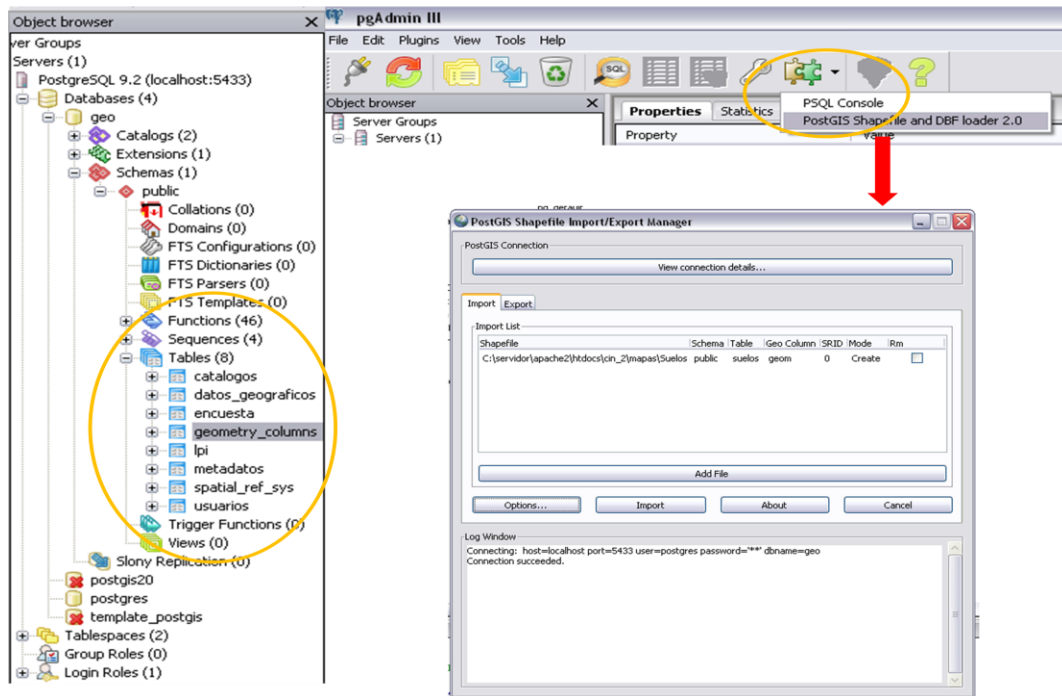 Object browser
ver Groups
Servers (1)
PostgreSQL 9.2 (localhost:5433)
Databases (4)
geo
Catalogs (2)
Extensions (1)
Schemas (1)
public
Collations (0)
Domains (0)
FTS Configurations (0)
FTS Dictionaries (0)
FTS Parsers (0)
FTS Templates (0)
Functions (46)
Sequences (4)
Tables (8)
catalogos
datos_geograficos
encuesta
geometry_columns
lpi
metadatos
spatial_ref_sys
usuarios
Trigger Functions (0)
Views (0)
Slony Replication (0)
postgis20
postgres
template_postgis
Tablespaces (2)
Group Roles (0)
Login Roles (1)
pgAdmin III
File Edit Plugins View Tools Help
SQL
Object browser
Server Groups
Servers (1)
Properties Statistics
Property Value
PSQL Console
PostGIS Shapefile and DBF loader 2.0
PostGIS Shapefile Import/Export Manager
PostGIS Connection
View connection details...
Import Export
Import List
Shapefile Schema Table Geo Column SRID Mode Rm
C:\servidor\apache2\htdocs\cin_2\mapas\Suelos public suelos geom 0 Create
Add File
Options... Import About Cancel
Log Window
Connecting: host=localhost port=5433 user=postgres password='**' dbname=geo
Connection succeeded.